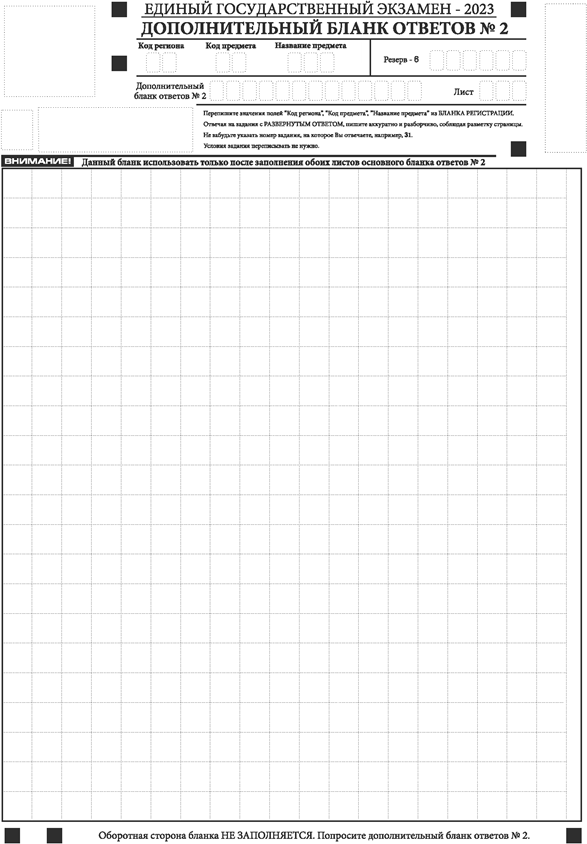 ЕДИНЫЙ ГОСУДАРСТВЕННЫЙ ЭКЗАМЕН - 2023
ДОПОЛНИТЕЛЬНЫЙ БЛАНК ОТВЕТОВ № 2
Код региона Код предмета Название предмета
Резерв - 6
Дополнительный
бланк ответов № 2
Лист
Перепишите значения полей "Код региона", "Код предмета", "Название предмета" из БЛАНКА РЕГИСТРАЦИИ.
Отвечая на задания с РАЗВЕРНУТЫМ ОТВЕТОМ, пишите аккуратно и разборчиво, соблюдая разметку страницы.
Не забудьте указать номер задания, на которое Вы отвечаете, например, 31.
Условия задания переписывать не нужно.
ВНИМАНИЕ! Данный бланк использовать только после заполнения обоих листов основного бланка ответов № 2
Оборотная сторона бланка НЕ ЗАПОЛНЯЕТСЯ. Попросите дополнительный бланк ответов № 2.